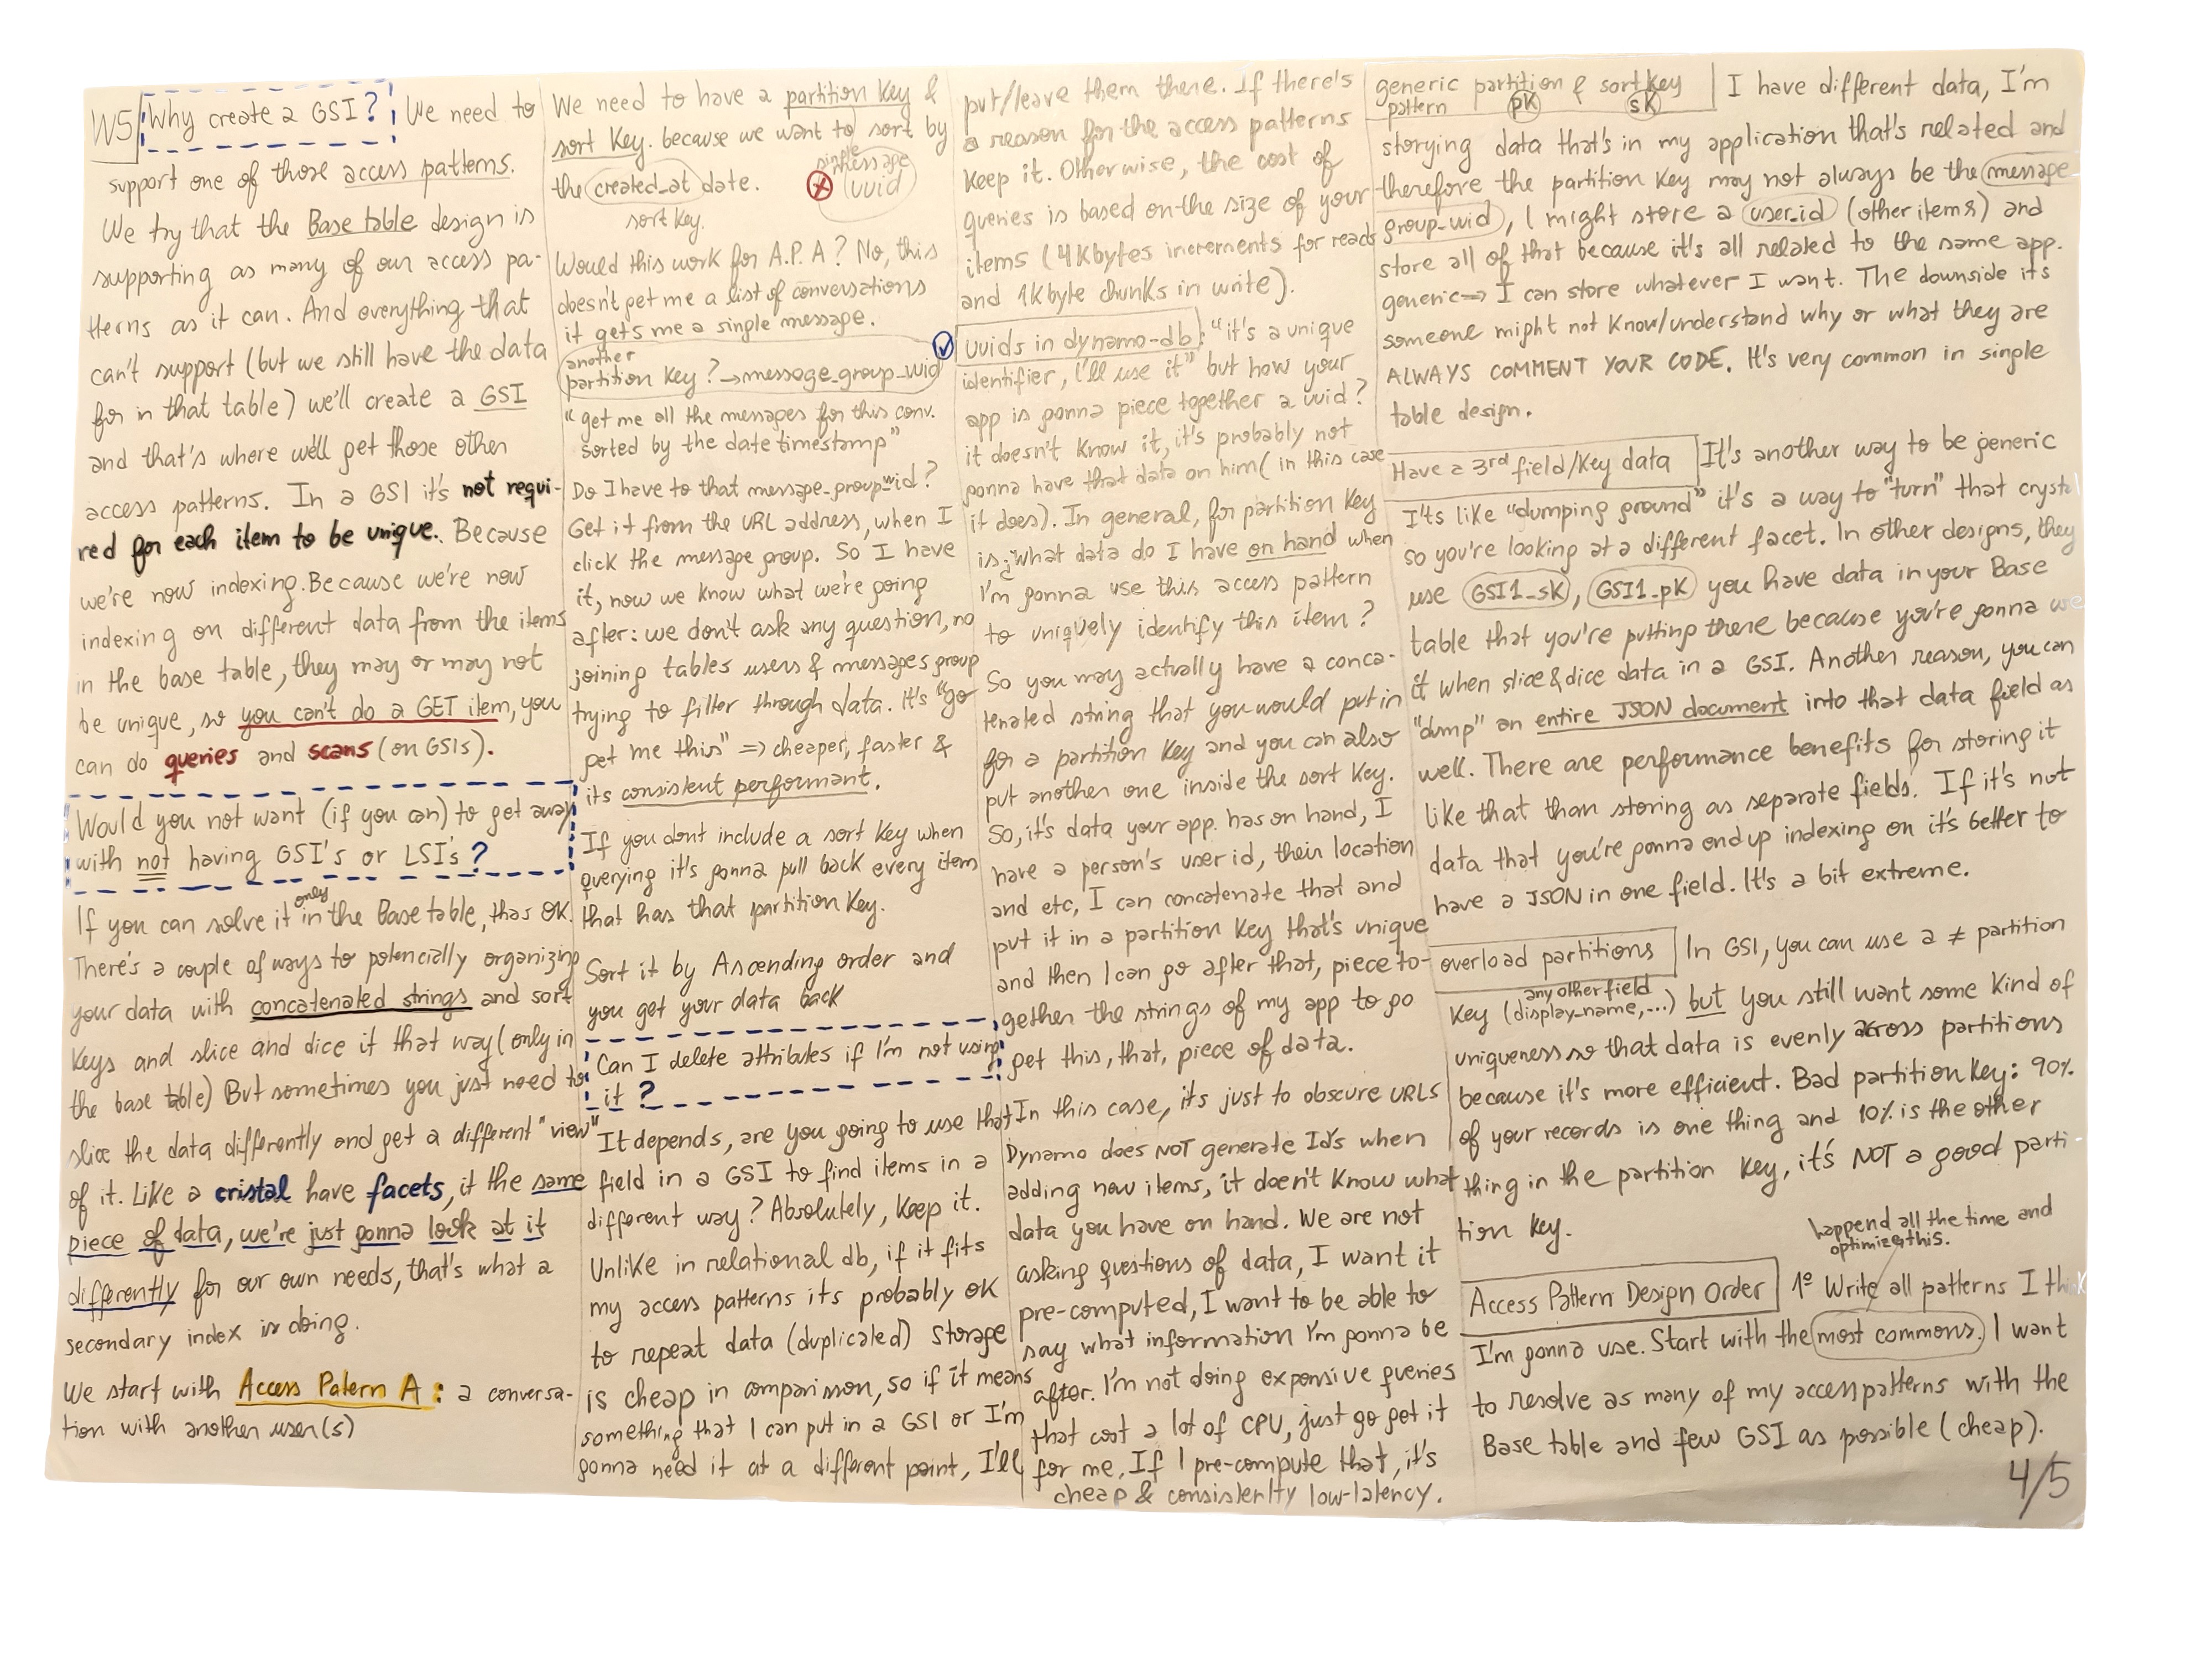 W5 Why create a GSI? We need to
support one of those access patterns.
We try that the Base table design is
supporting as many of our access pa-
tterns as it can. And everything that
can't support (but we still have the data
for in that table) we'll create a GSI
and that's where we'll get those other
access patterns. In a GSI it's not requi-
red for each item to be unique. Because
we're now indexing. Because we're now
indexing on different data from the items
in the base table, they may or may not
be unique, so you can't do a GET item, you
can do queries and scans (on GSIs).
Would you not want (if you can) to get away
with not having GSI's or LSI's?
If you can solve it only in the Base table, thas OK.
There's a couple of ways to potencially organizing
your data with concatenated strings and sort
keys and slice and dice it that way (only in
the base table) But sometimes you just need to
slice the data differently and get a different "view"
of it. Like a cristal have facets, it the same
piece of data, we're just gonna look at it
differently for our own needs, that's what a
secondary index is doing.
We start with Access Patern A: a conversa-
tion with another user(s)
We need to have a partition key &
sort key. because we want to sort by
the created_at date.
sort key.
single message
uuid
Would this work for A.P. A? No, this
doesn't get me a list of conversations
it gets me a single message.
another
partition key? → message_group_uuid
"get me all the messages for this conv.
sorted by the date timestamp"
Do I have to that message_group_uuid?
Get it from the URL address, when I
click the message group. So I have
it, now we know what we're going
after: we don't ask any question, no
joining tables users & messages group
trying to filter through data. It's "go
get me this" => cheaper, faster &
its consistent performant.
If you dont include a sort key when
querying it's gonna pull back every item
that has that partition key.
Sort it by Ascending order and
you get your data back
Can I delete attributes if I'm not using
it?
It depends, are you going to use that
field in a GSI to find items in a
different way? Absolutely, keep it.
Unlike in relational db, if it fits
my access patterns its probably OK
to repeat data (duplicated) storage
is cheap in comparisson, so if it means
something that I can put in a GSI or I'm
gonna need it at a different point, I'll
put/leave them there. If there's
a reason for the access patterns
keep it. Otherwise, the cost of
queries is based on the size of your
items (4Kbytes increments for reads
and 1Kbyte chunks in write).
Uvids in dynamo-db: "it's a unique
identifier, I'll use it" but how your
app is gonna piece together a uuid?
it doesn't know it, it's probably not
gonna have that data on him (in this case
it does). In general, for partition key
is ¿what data do I have on hand when
I'm gonna use this access pattern
to uniquely identify this item?
So you may actually have a conca-
tenated string that you would put in
for a partition key and you can also
put another one inside the sort key.
So, it's data your app. has on hand, I
have a person's user id, their location
and etc, I can concatenate that and
put it in a partition key that's unique
and then I can go after that, piece to-
gether the strings of my app to go
get this, that, piece of data.
In this case, it's just to obscure URLs
Dynamo does NOT generate Ids when
adding new items, it doen't know what
data you have on hand. We are not
asking questions of data, I want it
pre-computed, I want to be able to
say what information I'm gonna be
after. I'm not doing expensive queries
that cost a lot of CPU, just go get it
for me. If I pre-compute that, it's
cheap & consistenlty low-latency.
generic partition & sort key
pattern pk sk
I have different data, I'm
storying data that's in my application that's related and
therefore the partition key may not always be the message
group_uuid, I might store a user_id (other items) and
store all of that because it's all related to the same app.
generic => I can store whatever I want. The downside its
someone might not know/understand why or what they are
ALWAYS COMMENT YOUR CODE. It's very common in single
table design.
Have a 3rd field/key data It's another way to be generic
I'ts like "dumping ground" it's a way to "turn" that crystal
so you're looking at a different facet. In other designs, they
use GSI1_sk, GSI1_pk you have data in your Base
table that you're putting there because you're gonna use
it when slice & dice data in a GSI. Another reason, you can
"dump" an entire JSON document into that data field as
well. There are performance benefits for storing it
like that than storing as separate fields. If it's not
data that you're gonna end up indexing on it's better to
have a JSON in one field. It's a bit extreme.
overload partitions In GSI, you can use a ≠ partition
any other field
key (display_name,...) but you still want some kind of
uniqueness so that data is evenly across partitions
because it's more efficient. Bad partition key: 90%
of your records is one thing and 10% is the other
thing in the partition key, it's NOT a good parti-
tion key.
happend all the time and
optimize this.
Access Pattern Design Order 1º Write all patterns I think
I'm gonna use. Start with the most commons. I want
to resolve as many of my access patterns with the
Base table and few GSI as possible (cheap).
4/5